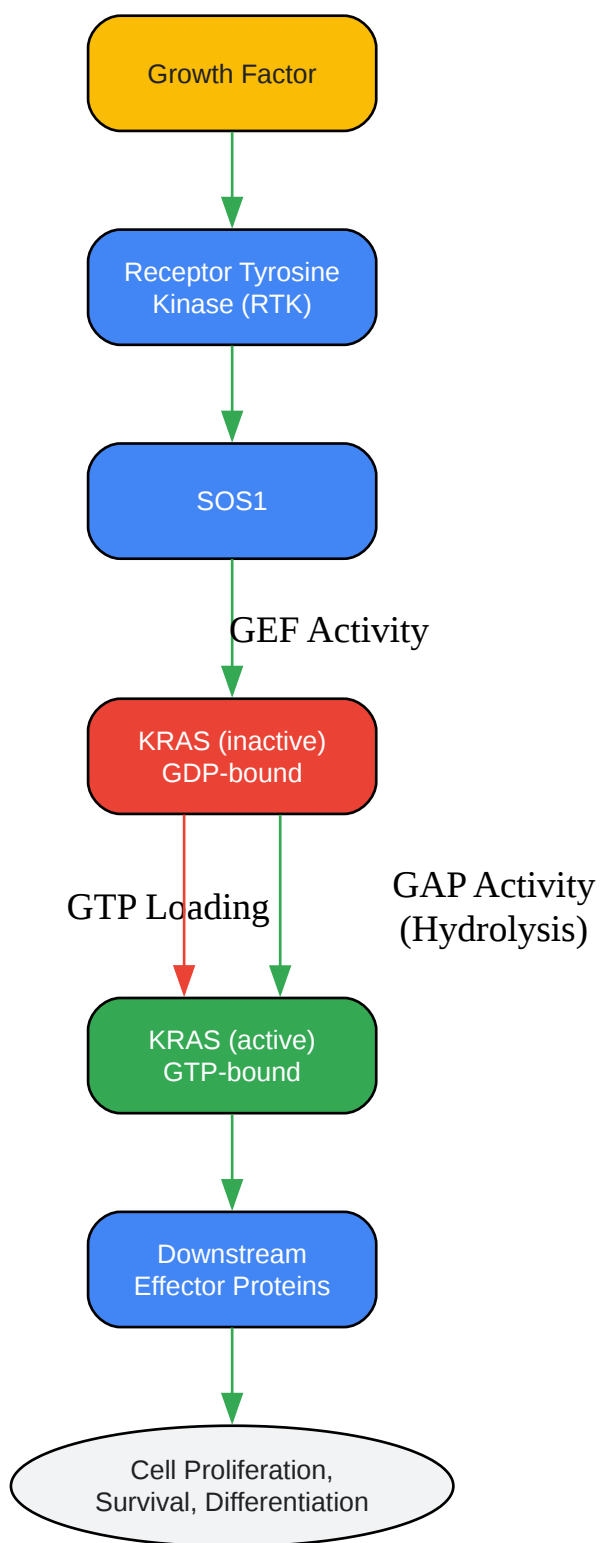 Growth Factor
Receptor Tyrosine
Kinase (RTK)
SOS1
GEF Activity
KRAS (inactive)
GDP-bound
GTP Loading
GAP Activity
(Hydrolysis)
KRAS (active)
GTP-bound
Downstream
Effector Proteins
Cell Proliferation,
Survival, Differentiation